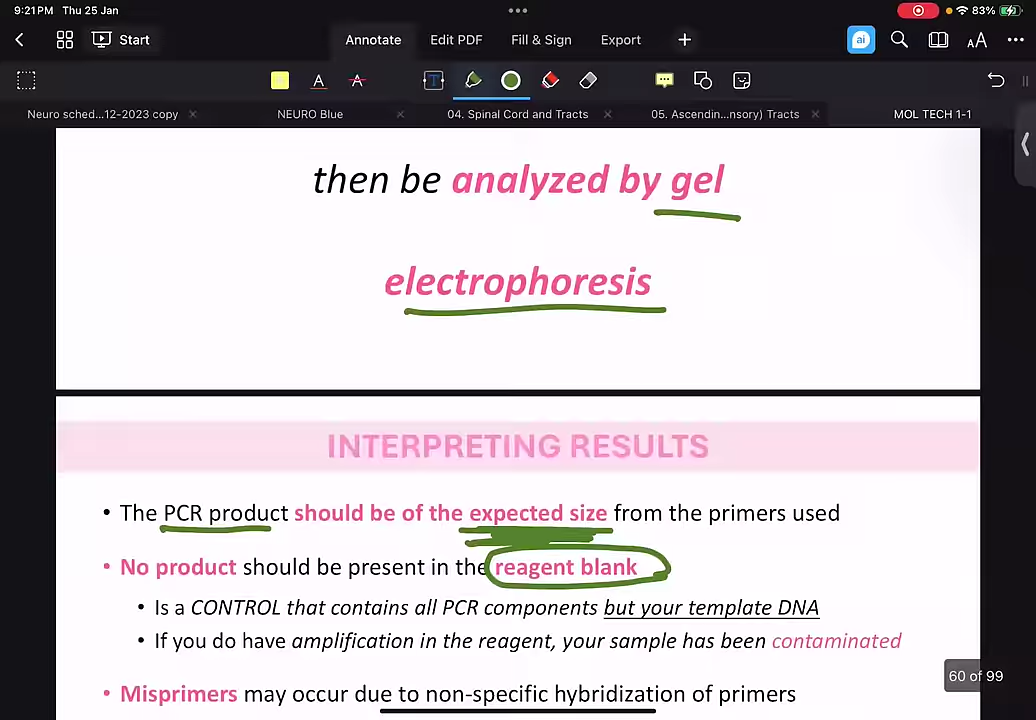 9:21 PM Thu 25 Jan
83%
Start
Annotate
Edit PDF
Fill & Sign
Export
ai
AA
A
A
T
Neuro sched....12-2023 copy
NEURO Blue
04. Spinal Cord and Tracts
05. Ascendin...nsory) Tracts
MOL TECH 1-1
then be analyzed by gel
electrophoresis
INTERPRETING RESULTS
• The PCR product should be of the expected size from the primers used
• No product should be present in the reagent blank
• Is a CONTROL that contains all PCR components but your template DNA
• If you do have amplification in the reagent, your sample has been contaminated
60 of 99
• Misprimers may occur due to non-specific hybridization of primers